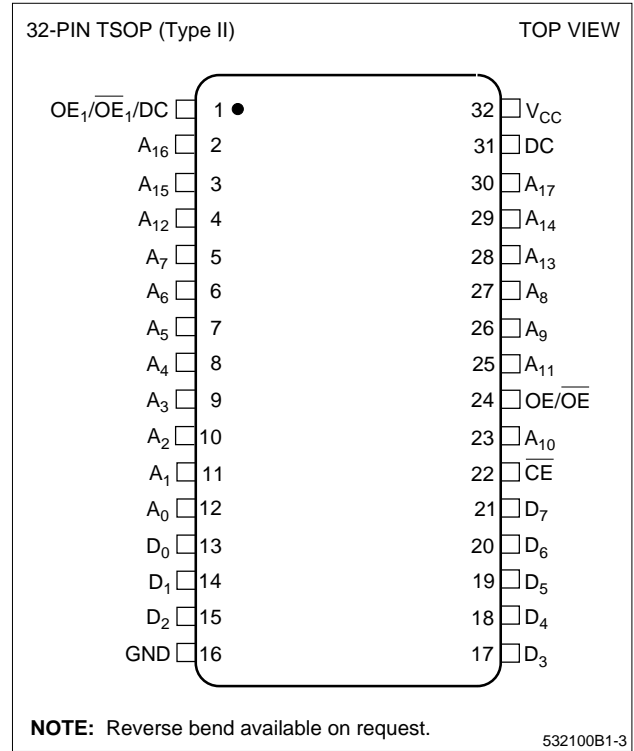 32-PIN TSOP (Type II) TOP VIEW
OE₁/O̅E̅₁/DC 1 32 V_CC
A₁₆ 2 31 DC
A₁₅ 3 30 A₁₇
A₁₂ 4 29 A₁₄
A₇ 5 28 A₁₃
A₆ 6 27 A₈
A₅ 7 26 A₉
A₄ 8 25 A₁₁
A₃ 9 24 OE/O̅E̅
A₂ 10 23 A₁₀
A₁ 11 22 C̅E̅
A₀ 12 21 D₇
D₀ 13 20 D₆
D₁ 14 19 D₅
D₂ 15 18 D₄
GND 16 17 D₃
NOTE: Reverse bend available on request.
532100B1-3